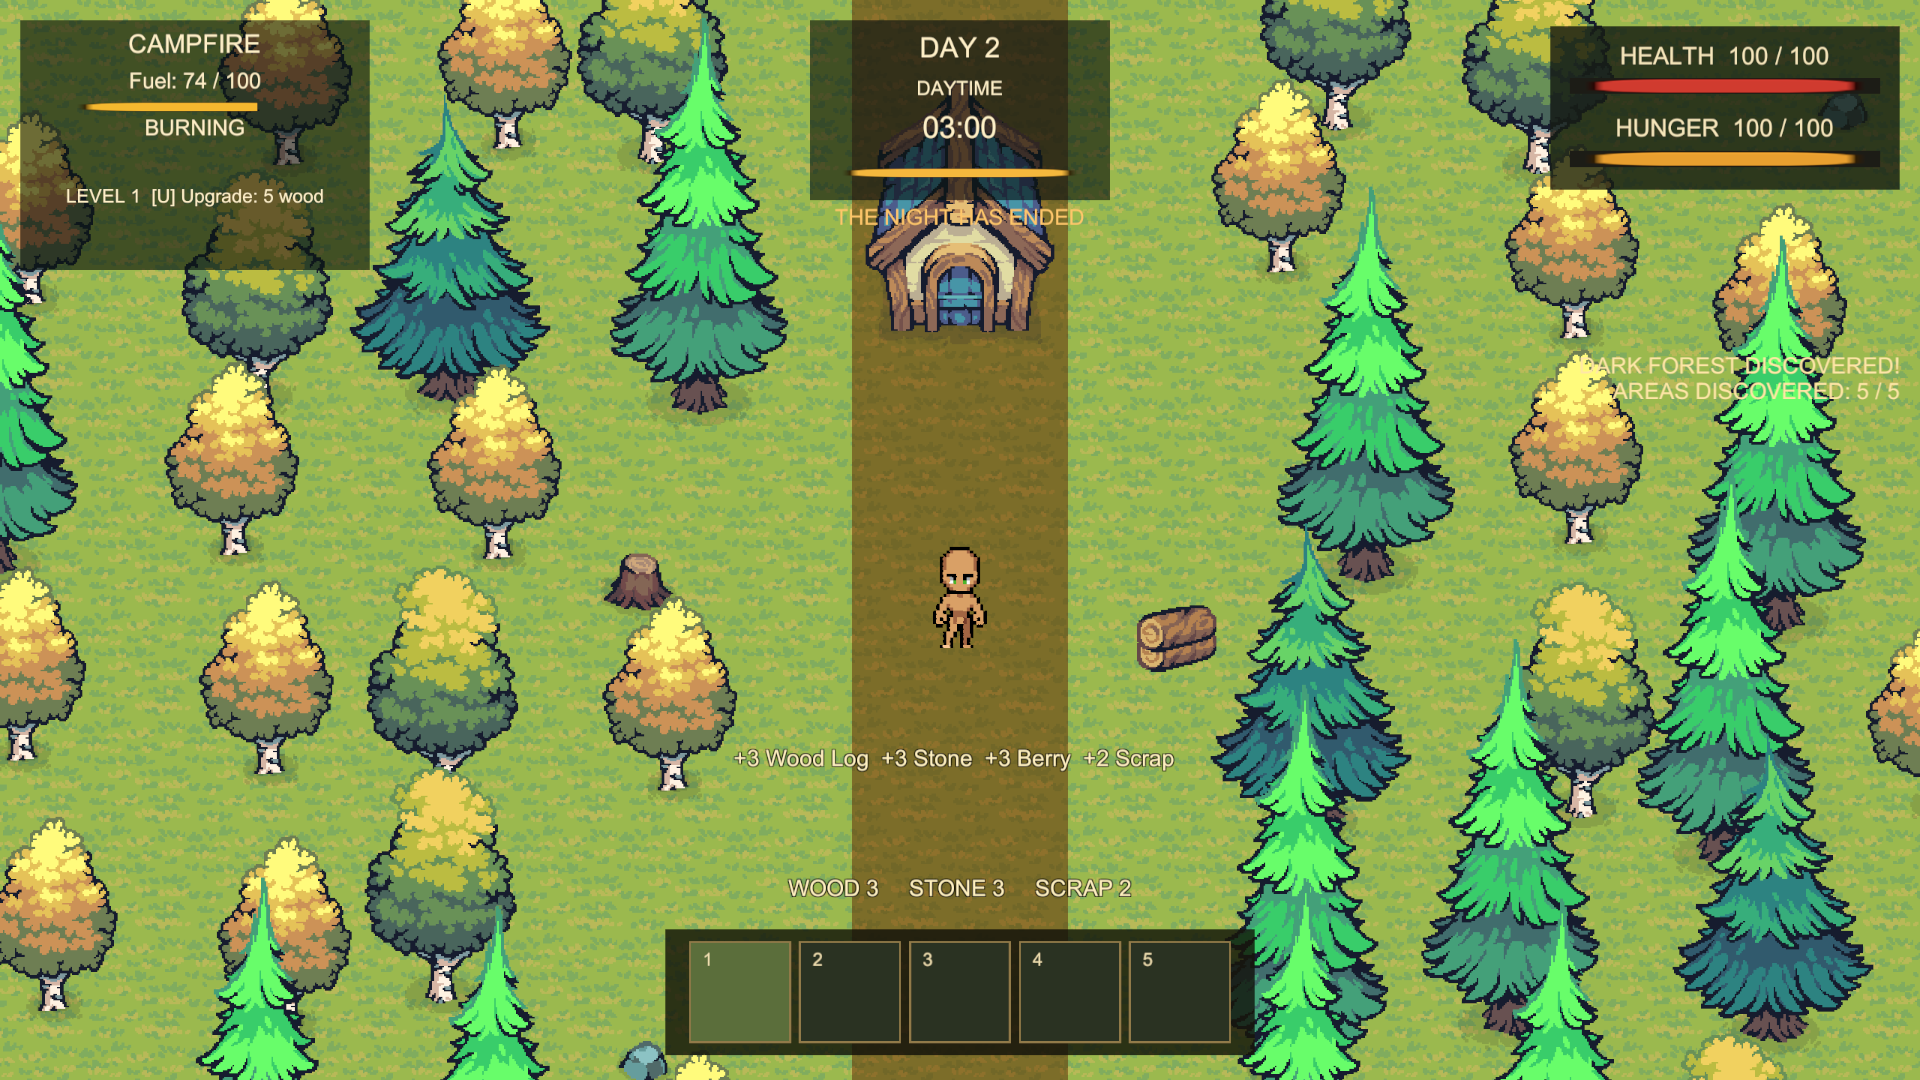 CAMPFIRE
Fuel: 74 / 100
BURNING
LEVEL 1  [U] Upgrade: 5 wood
DAY 2
DAYTIME
03:00
THE NIGHT HAS ENDED
HEALTH  100 / 100
HUNGER  100 / 100
DARK FOREST DISCOVERED!
AREAS DISCOVERED: 5 / 5
+3 Wood Log  +3 Stone  +3 Berry  +2 Scrap
WOOD 3  STONE 3  SCRAP 2
1 2 3 4 5